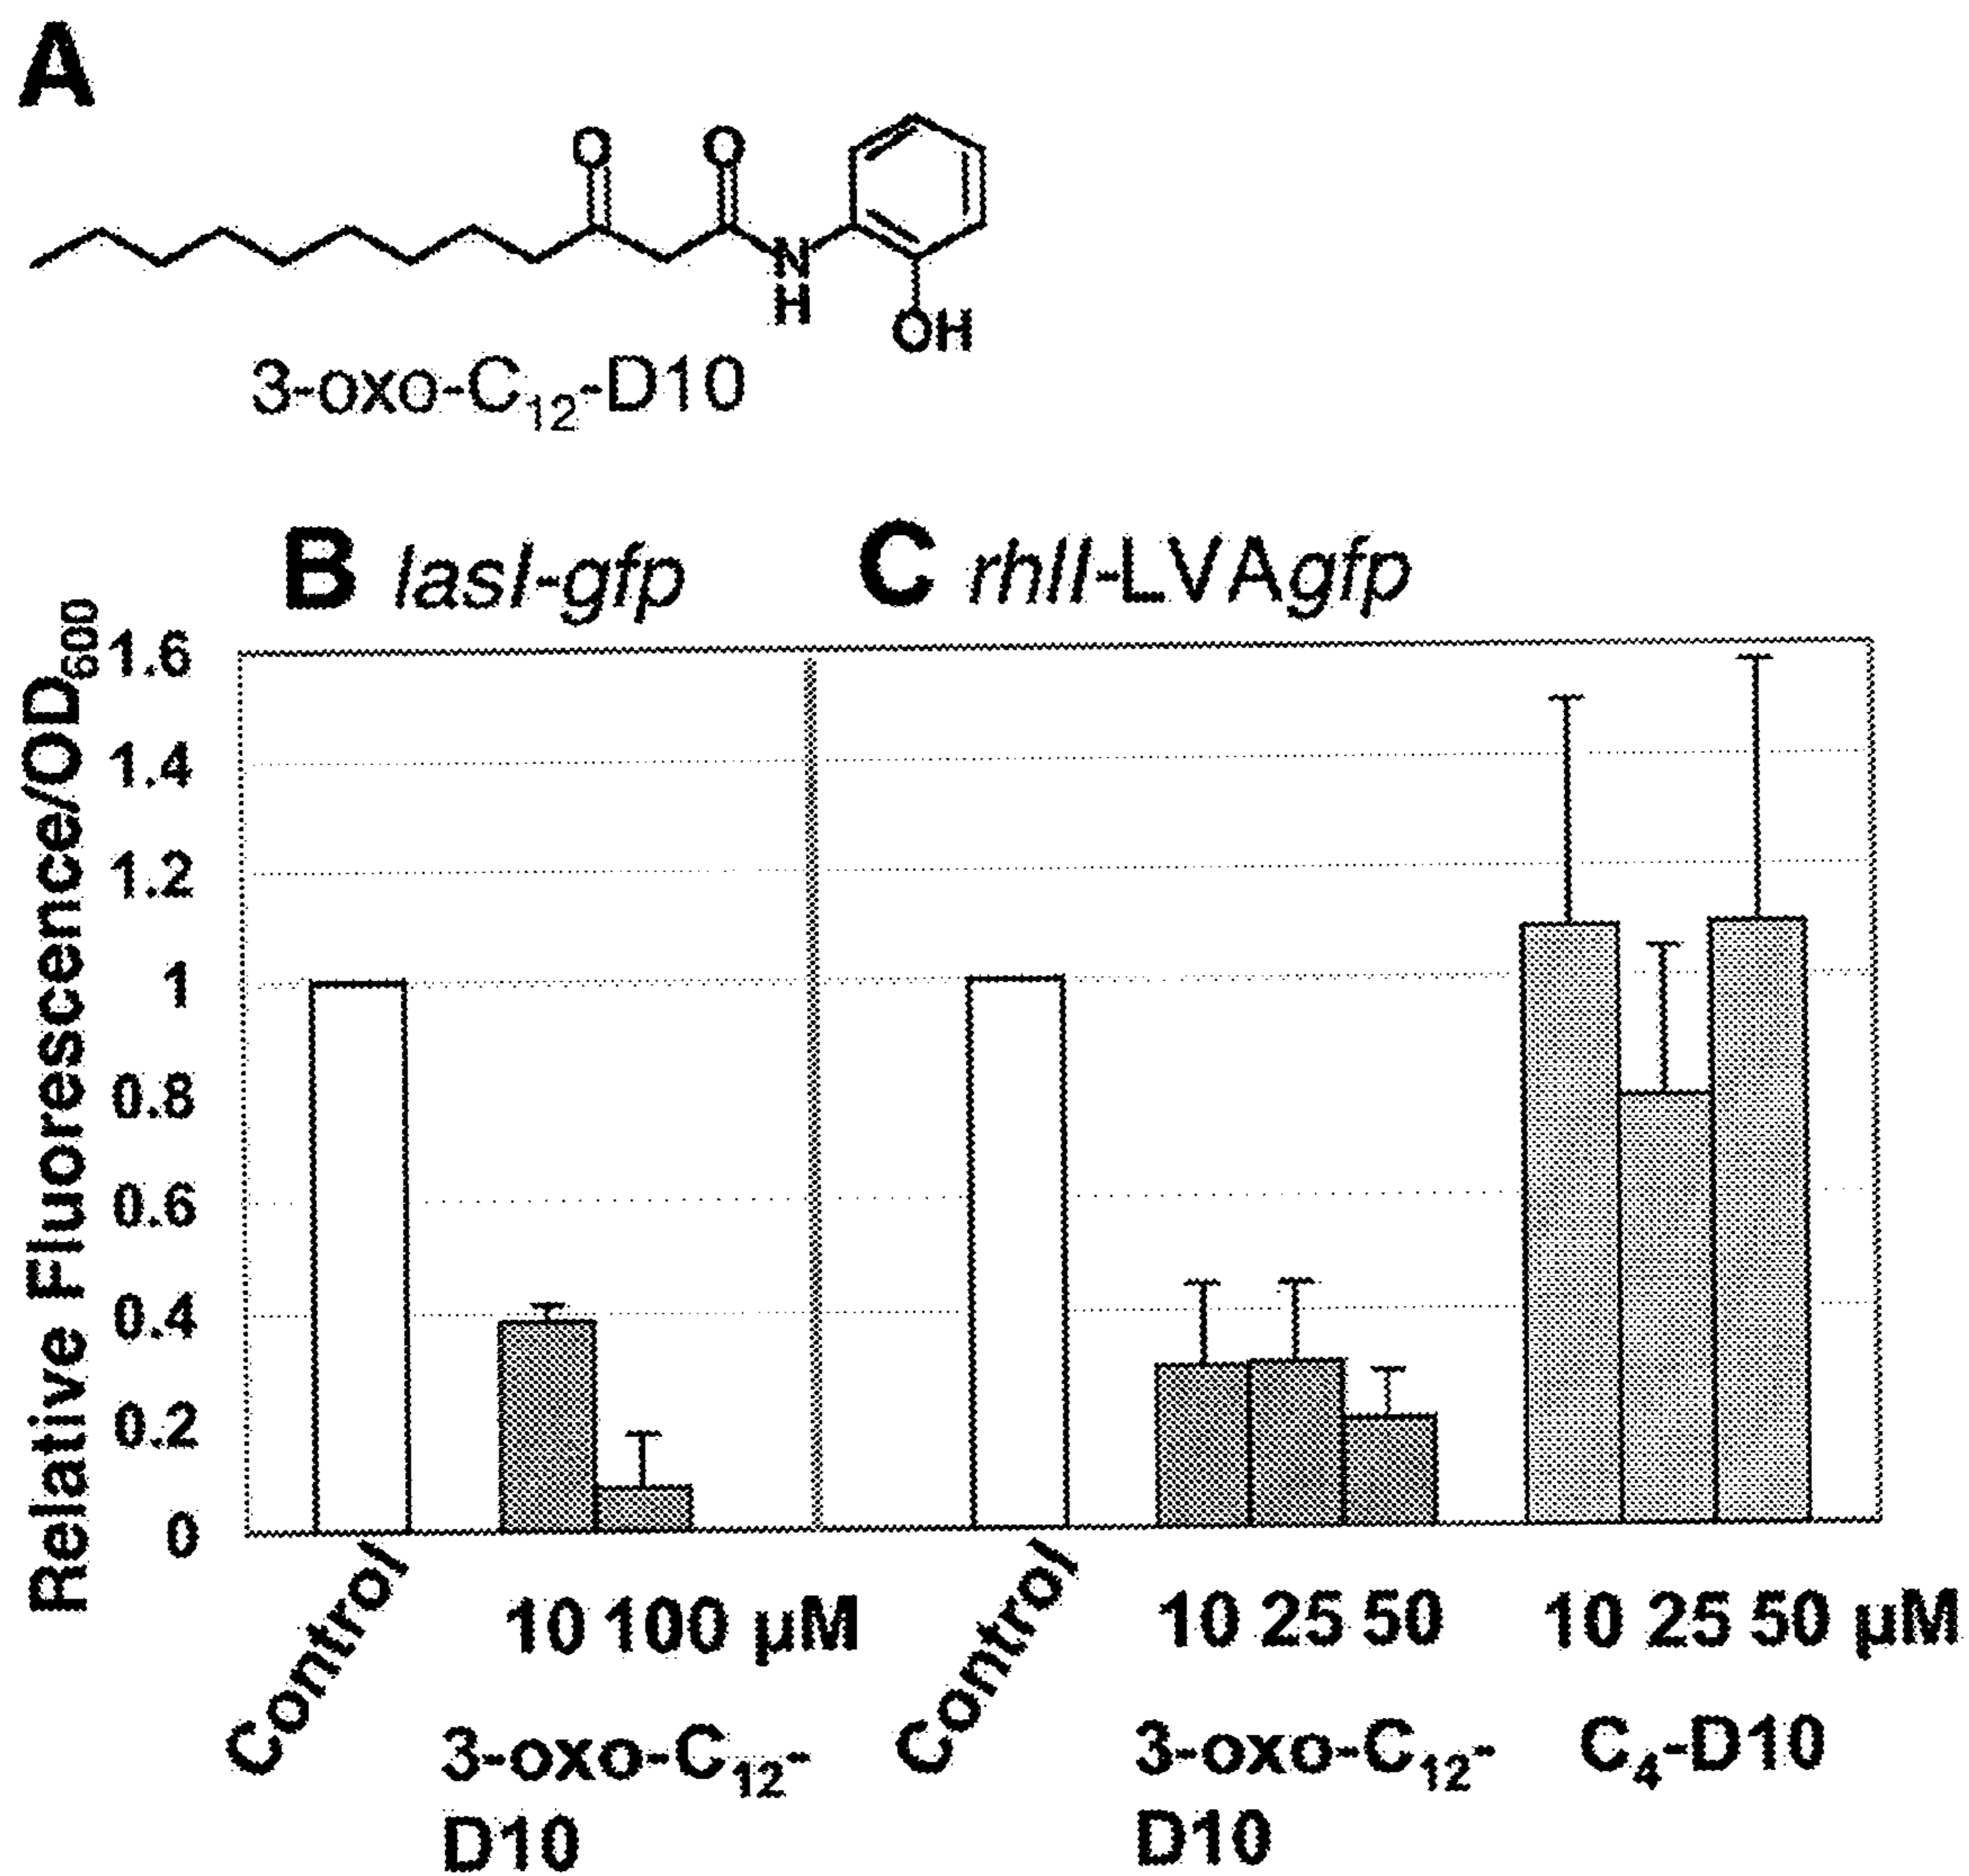 A
O O
N
H
OH
3-oxo-C12-D10
B lasI-gfp C rhlI-LVAgfp
Relative Fluorescence/OD600
1.6
1.4
1.2
1
0.8
0.6
0.4
0.2
0
Control 10 100 µM Control 10 25 50 10 25 50 µM
3-oxo-C12- 3-oxo-C12- C4-D10
D10 D10